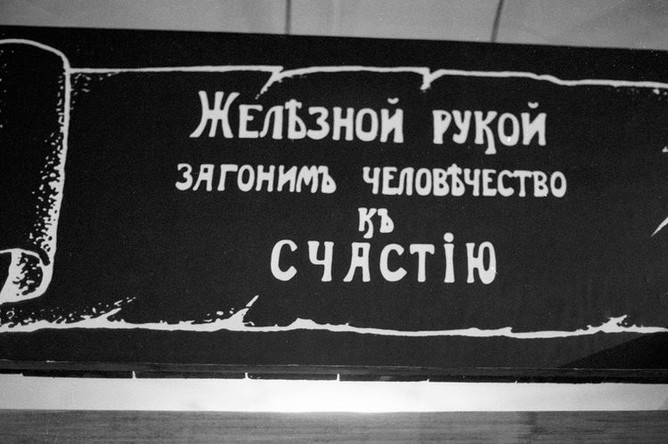 Желѣзной рукой
загонимъ человѣчество
къ
счастію